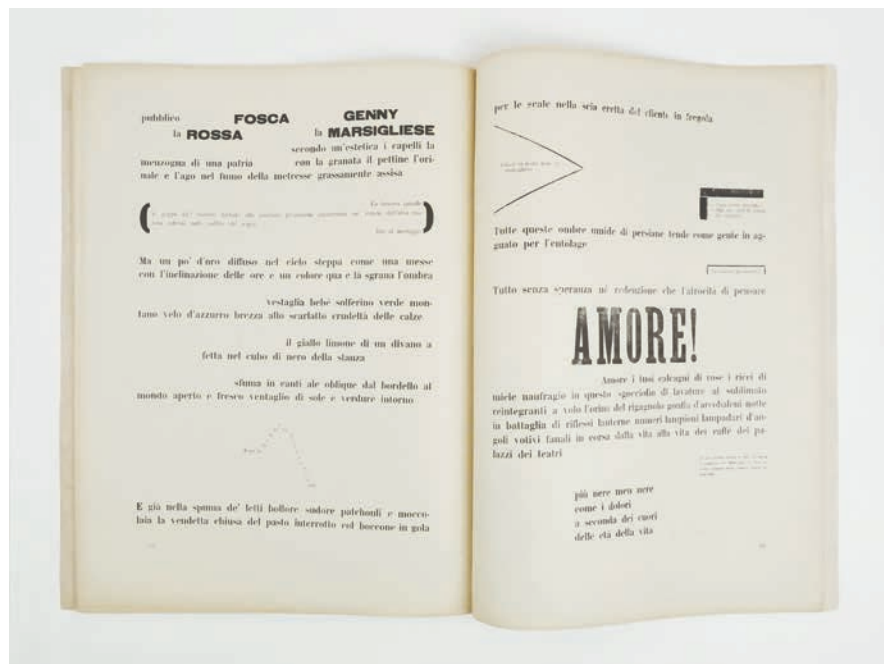 pubblico FOSCA GENNY
la ROSSA la MARSIGLIESE
secondo un'estetica i capelli la
menzogna di una patria con la granata il pettine l'ori-
nale e l'ago nel fumo della metresse grassamente assisa
Ma un po' d'oro diffuso nel cielo steppa come una messe
con l'inclinazione delle ore e un colore qua e là sgrana l'ombra
vestaglia bebé solferino verde mon-
tano velo d'azzurro brezza allo scarlatto crudeltà delle calze
il giallo limone di un divano a
fetta nel cubo di nero della stanza
sfuma in canti ale oblique dal bordello al
mondo aperto e fresco ventaglio di sole e verdure intorno
E già nella spuma de' letti bollore sudore patchouli e mocco-
laia la vendetta chiusa del pasto interrotto col boccone in gola
per le scale nella scia eretta del cliente in fregola
Tutte queste ombre umide di persiane tende come gente in ag-
guato per l'entolage
Tutto senza speranza né redenzione che l'atrocità di pensare
AMORE!
Amore i tuoi calcagni di rose i ricci di
miele naufragio in questo sgocciolio di lavature al sublimato
reintegranti a volo l'orina del rigagnolo gonfia d'arcobaleni notte
in battaglia di riflessi lanterne numeri lampioni lampadari d'an-
goli votivi fanali in corsa dalla vita alla vita dei caffè dei pa-
lazzi dei teatri
più nere men nere
come i dolori
a seconda dei cuori
delle età della vita